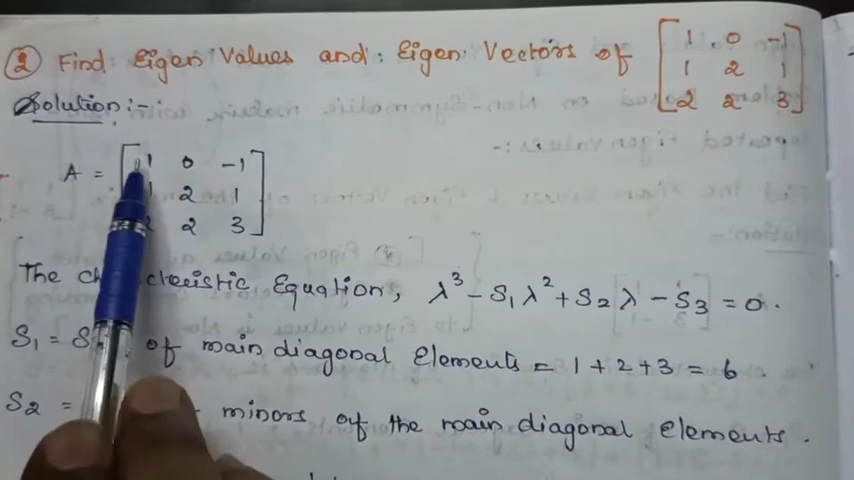 ② Find Eigen Values and Eigen Vectors of [1 0 -1
1 2 1
2 2 3]
Solution:-
A = [1 0 -1
1 2 1
2 2 3]
The Equation, λ³ - S₁λ² + S₂λ - S₃ = 0.
S₁ = of main diagonal Elements = 1 + 2 + 3 = 6.
S₂ = minors of the main diagonal elements.